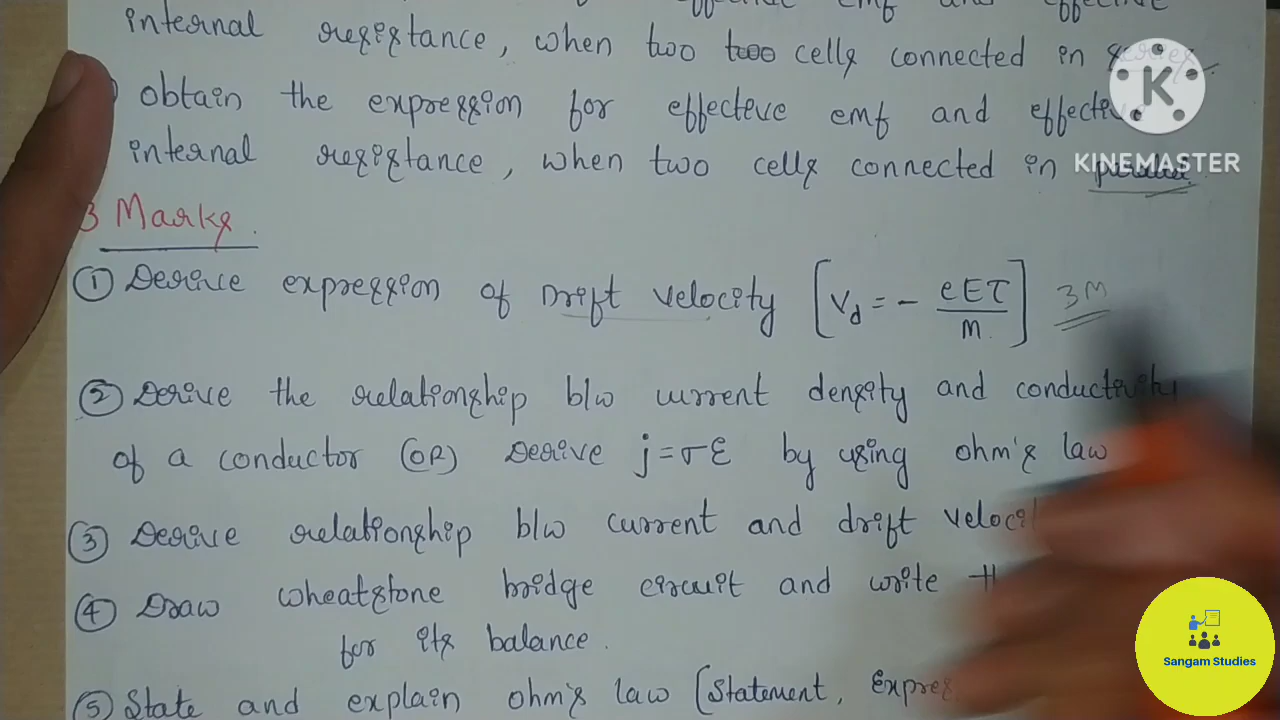 internal resistance, when two too cells connected in series.
obtain the expression for effective emf and effective
internal resistance, when two cells connected in parallel.
K
KINEMASTER
3 Marks.
① Derive expression of Drift velocity [Vd = - eEτ/m] 3M
② Derive the relationship b/w current density and conductivity
of a conductor (OR) Derive j=σE by using ohm's law
③ Derive relationship b/w current and drift
④ Draw wheatstone bridge circuit and write
for its balance.
⑤ State and explain ohm's law [Statement,
Sangam Studies